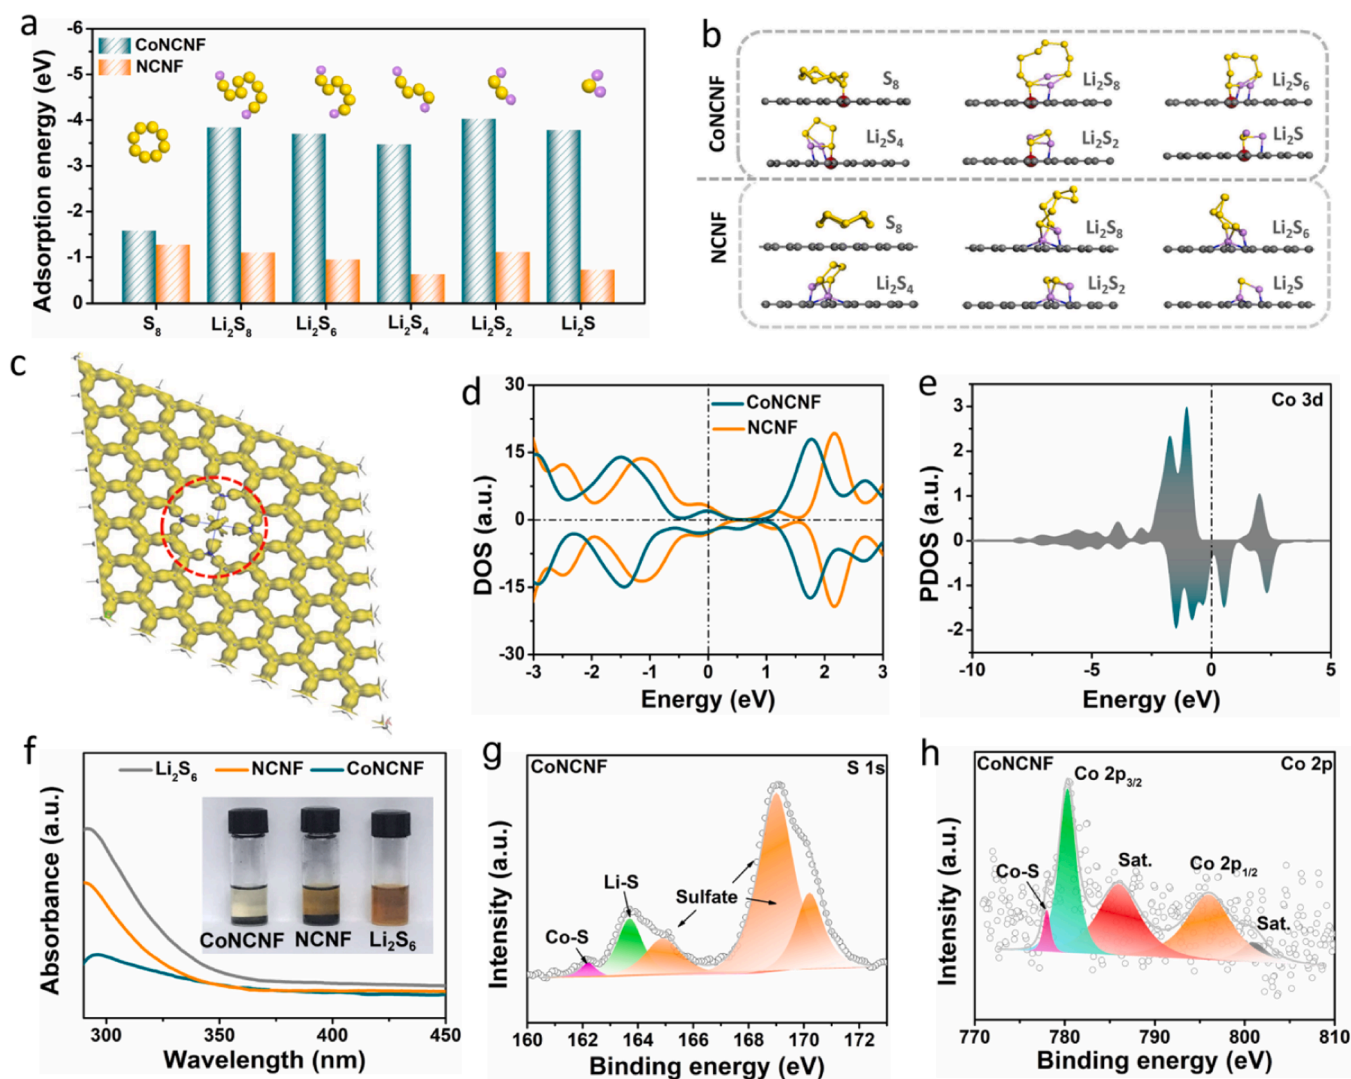 a
Adsorption energy (eV)
-6
-5
-4
-3
-2
-1
0
CoNCNF
NCNF
S₈
Li₂S₈
Li₂S₆
Li₂S₄
Li₂S₂
Li₂S
b
CoNCNF
S₈
Li₂S₈
Li₂S₆
Li₂S₄
Li₂S₂
Li₂S
NCNF
S₈
Li₂S₈
Li₂S₆
Li₂S₄
Li₂S₂
Li₂S
c
d
DOS (a.u.)
30
15
0
-15
-30
CoNCNF
NCNF
-3 -2 -1 0 1 2 3
Energy (eV)
e
PDOS (a.u.)
3
2
1
0
-1
-2
Co 3d
-10 -5 0 5
Energy (eV)
f
Absorbance (a.u.)
Li₂S₆ NCNF CoNCNF
CoNCNF NCNF Li₂S₆
300 350 400 450
Wavelength (nm)
g
Intensity (a.u.)
CoNCNF S 1s
Li-S
Sulfate
Co-S
160 162 164 166 168 170 172
Binding energy (eV)
h
Intensity (a.u.)
CoNCNF Co 2p
Co 2p₃/₂
Co-S
Sat.
Co 2p₁/₂
Sat.
770 780 790 800 810
Binding energy (eV)